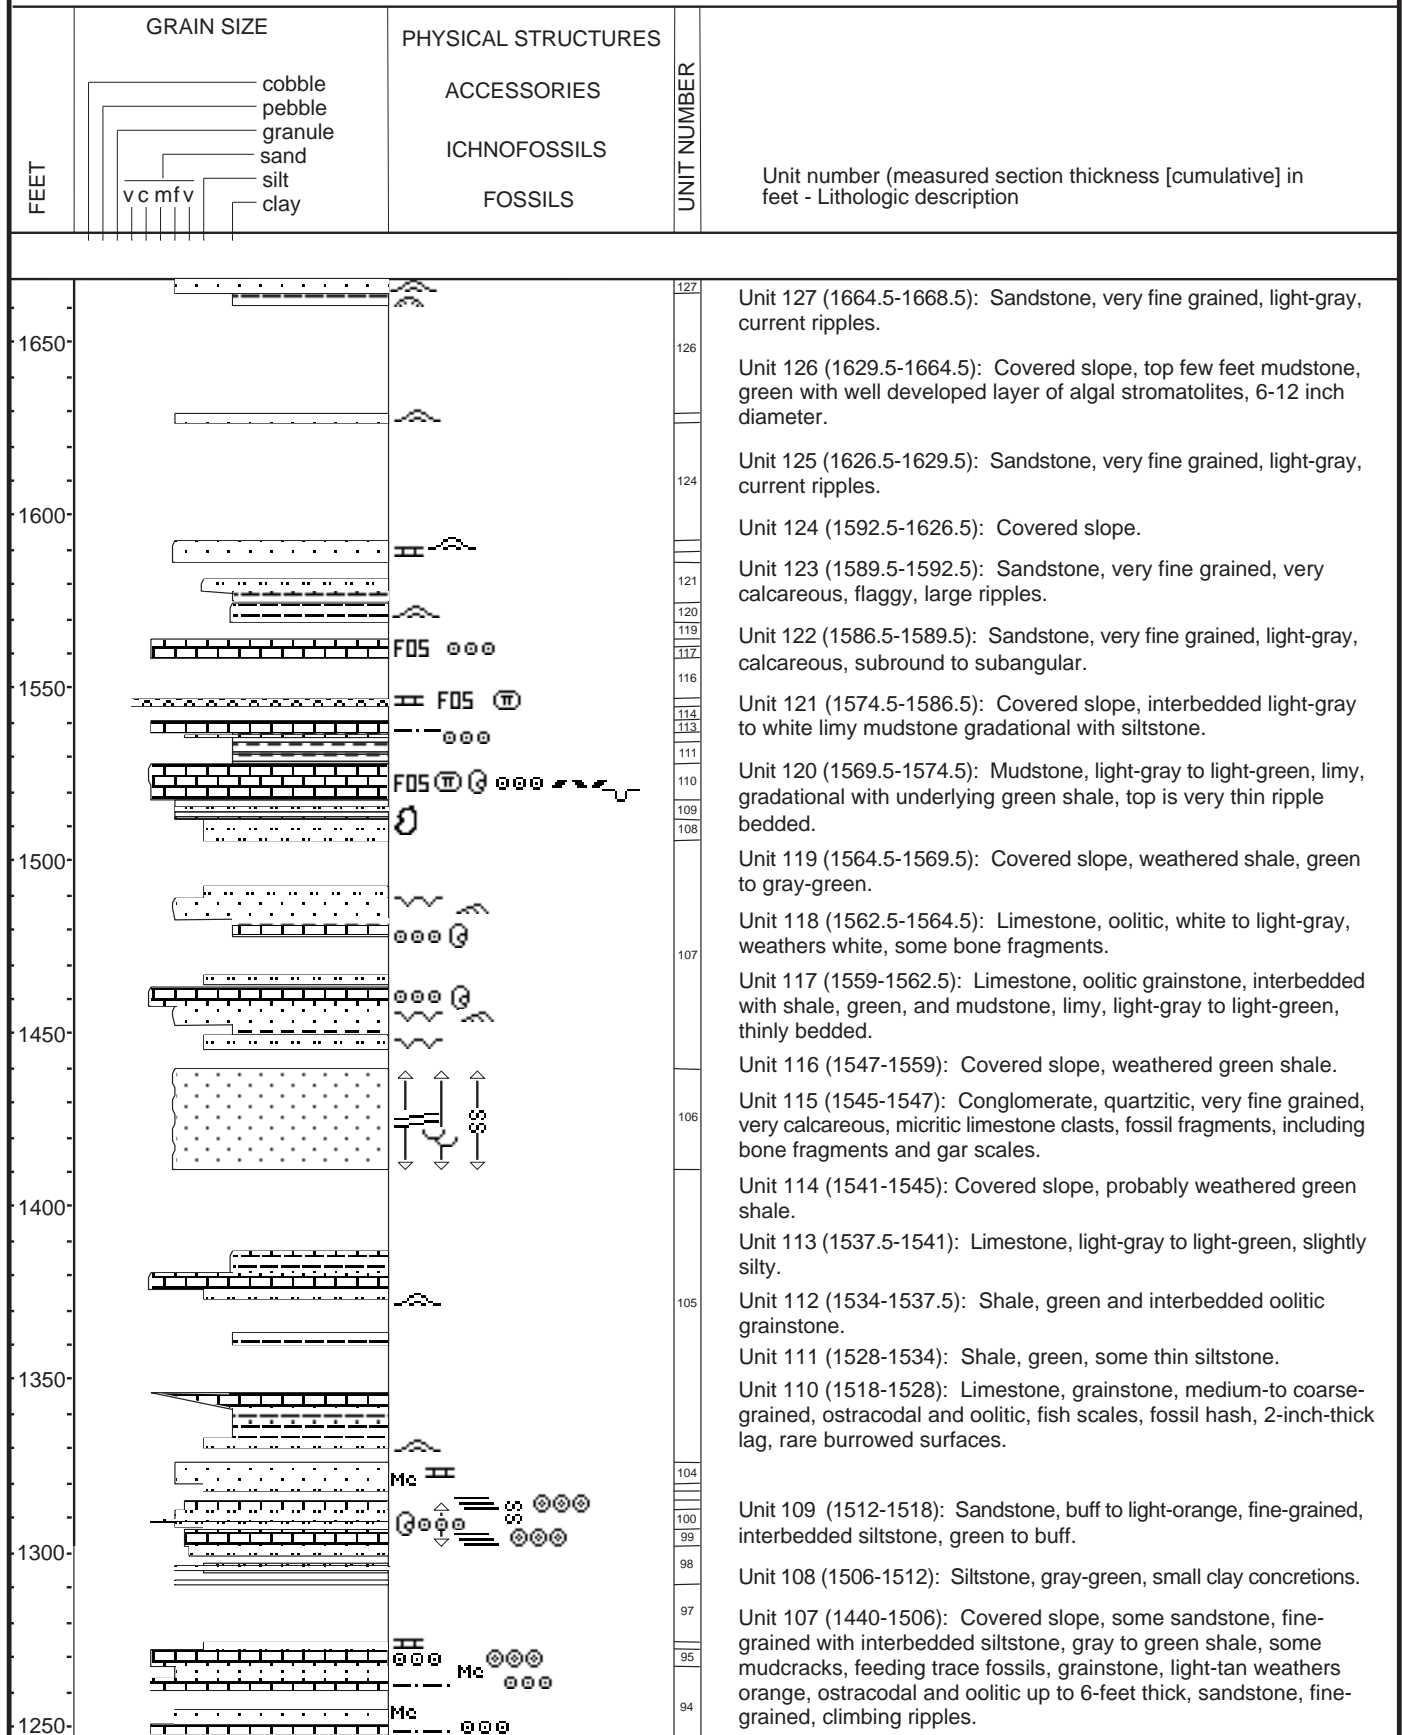 GRAIN SIZE
cobble
pebble
granule
sand
silt
clay
v c m f v
FEET
PHYSICAL STRUCTURES
ACCESSORIES
ICHNOFOSSILS
FOSSILS
UNIT NUMBER
Unit number (measured section thickness [cumulative] in
feet - Lithologic description
1650
1600
1550
1500
1450
1400
1350
1300
1250
FOS
FOS
FOS
SS
Mc
SS
Mc
Mc
127
126
124
121
120
119
117
116
114
113
111
110
109
108
107
106
105
104
100
99
98
97
95
94
Unit 127 (1664.5-1668.5): Sandstone, very fine grained, light-gray,
current ripples.
Unit 126 (1629.5-1664.5): Covered slope, top few feet mudstone,
green with well developed layer of algal stromatolites, 6-12 inch
diameter.
Unit 125 (1626.5-1629.5): Sandstone, very fine grained, light-gray,
current ripples.
Unit 124 (1592.5-1626.5): Covered slope.
Unit 123 (1589.5-1592.5): Sandstone, very fine grained, very
calcareous, flaggy, large ripples.
Unit 122 (1586.5-1589.5): Sandstone, very fine grained, light-gray,
calcareous, subround to subangular.
Unit 121 (1574.5-1586.5): Covered slope, interbedded light-gray
to white limy mudstone gradational with siltstone.
Unit 120 (1569.5-1574.5): Mudstone, light-gray to light-green, limy,
gradational with underlying green shale, top is very thin ripple
bedded.
Unit 119 (1564.5-1569.5): Covered slope, weathered shale, green
to gray-green.
Unit 118 (1562.5-1564.5): Limestone, oolitic, white to light-gray,
weathers white, some bone fragments.
Unit 117 (1559-1562.5): Limestone, oolitic grainstone, interbedded
with shale, green, and mudstone, limy, light-gray to light-green,
thinly bedded.
Unit 116 (1547-1559): Covered slope, weathered green shale.
Unit 115 (1545-1547): Conglomerate, quartzitic, very fine grained,
very calcareous, micritic limestone clasts, fossil fragments, including
bone fragments and gar scales.
Unit 114 (1541-1545): Covered slope, probably weathered green
shale.
Unit 113 (1537.5-1541): Limestone, light-gray to light-green, slightly
silty.
Unit 112 (1534-1537.5): Shale, green and interbedded oolitic
grainstone.
Unit 111 (1528-1534): Shale, green, some thin siltstone.
Unit 110 (1518-1528): Limestone, grainstone, medium-to coarse-
grained, ostracodal and oolitic, fish scales, fossil hash, 2-inch-thick
lag, rare burrowed surfaces.
Unit 109 (1512-1518): Sandstone, buff to light-orange, fine-grained,
interbedded siltstone, green to buff.
Unit 108 (1506-1512): Siltstone, gray-green, small clay concretions.
Unit 107 (1440-1506): Covered slope, some sandstone, fine-
grained with interbedded siltstone, gray to green shale, some
mudcracks, feeding trace fossils, grainstone, light-tan weathers
orange, ostracodal and oolitic up to 6-feet thick, sandstone, fine-
grained, climbing ripples.